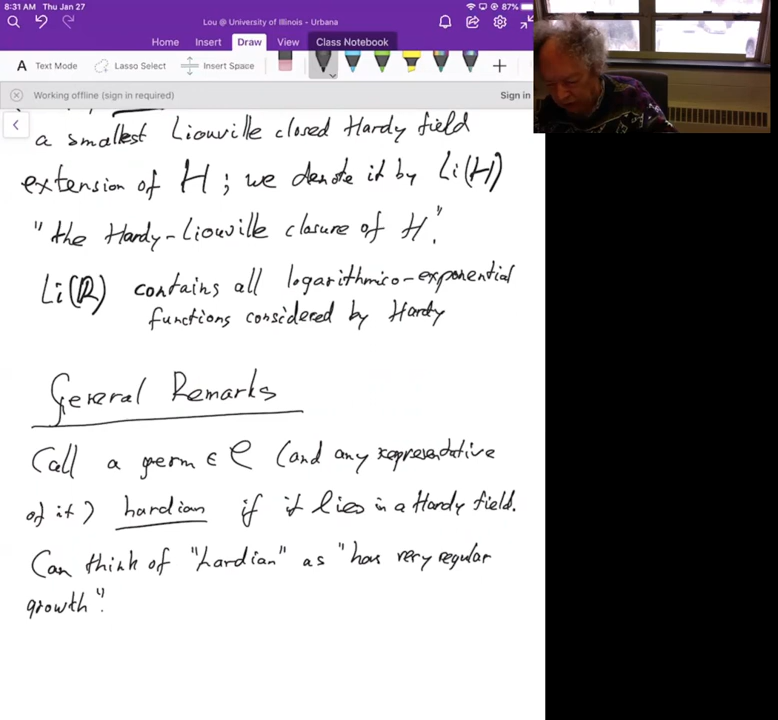 8:31 AM Thu Jan 27
87%
Lou @ University of Illinois - Urbana
Home Insert Draw View Class Notebook
A Text Mode Lasso Select Insert Space
Working offline (sign in required) Sign in
a smallest Liouville closed Hardy field
extension of H ; we denote it by Li(H)
"the Hardy-Liouville closure of H".
Li(ℝ) contains all logarithmico-exponential
functions considered by Hardy
General Remarks
Call a germ ∈ C (and any representative
of it) hardian if it lies in a Hardy field.
Can think of "hardian" as "has very regular
growth".